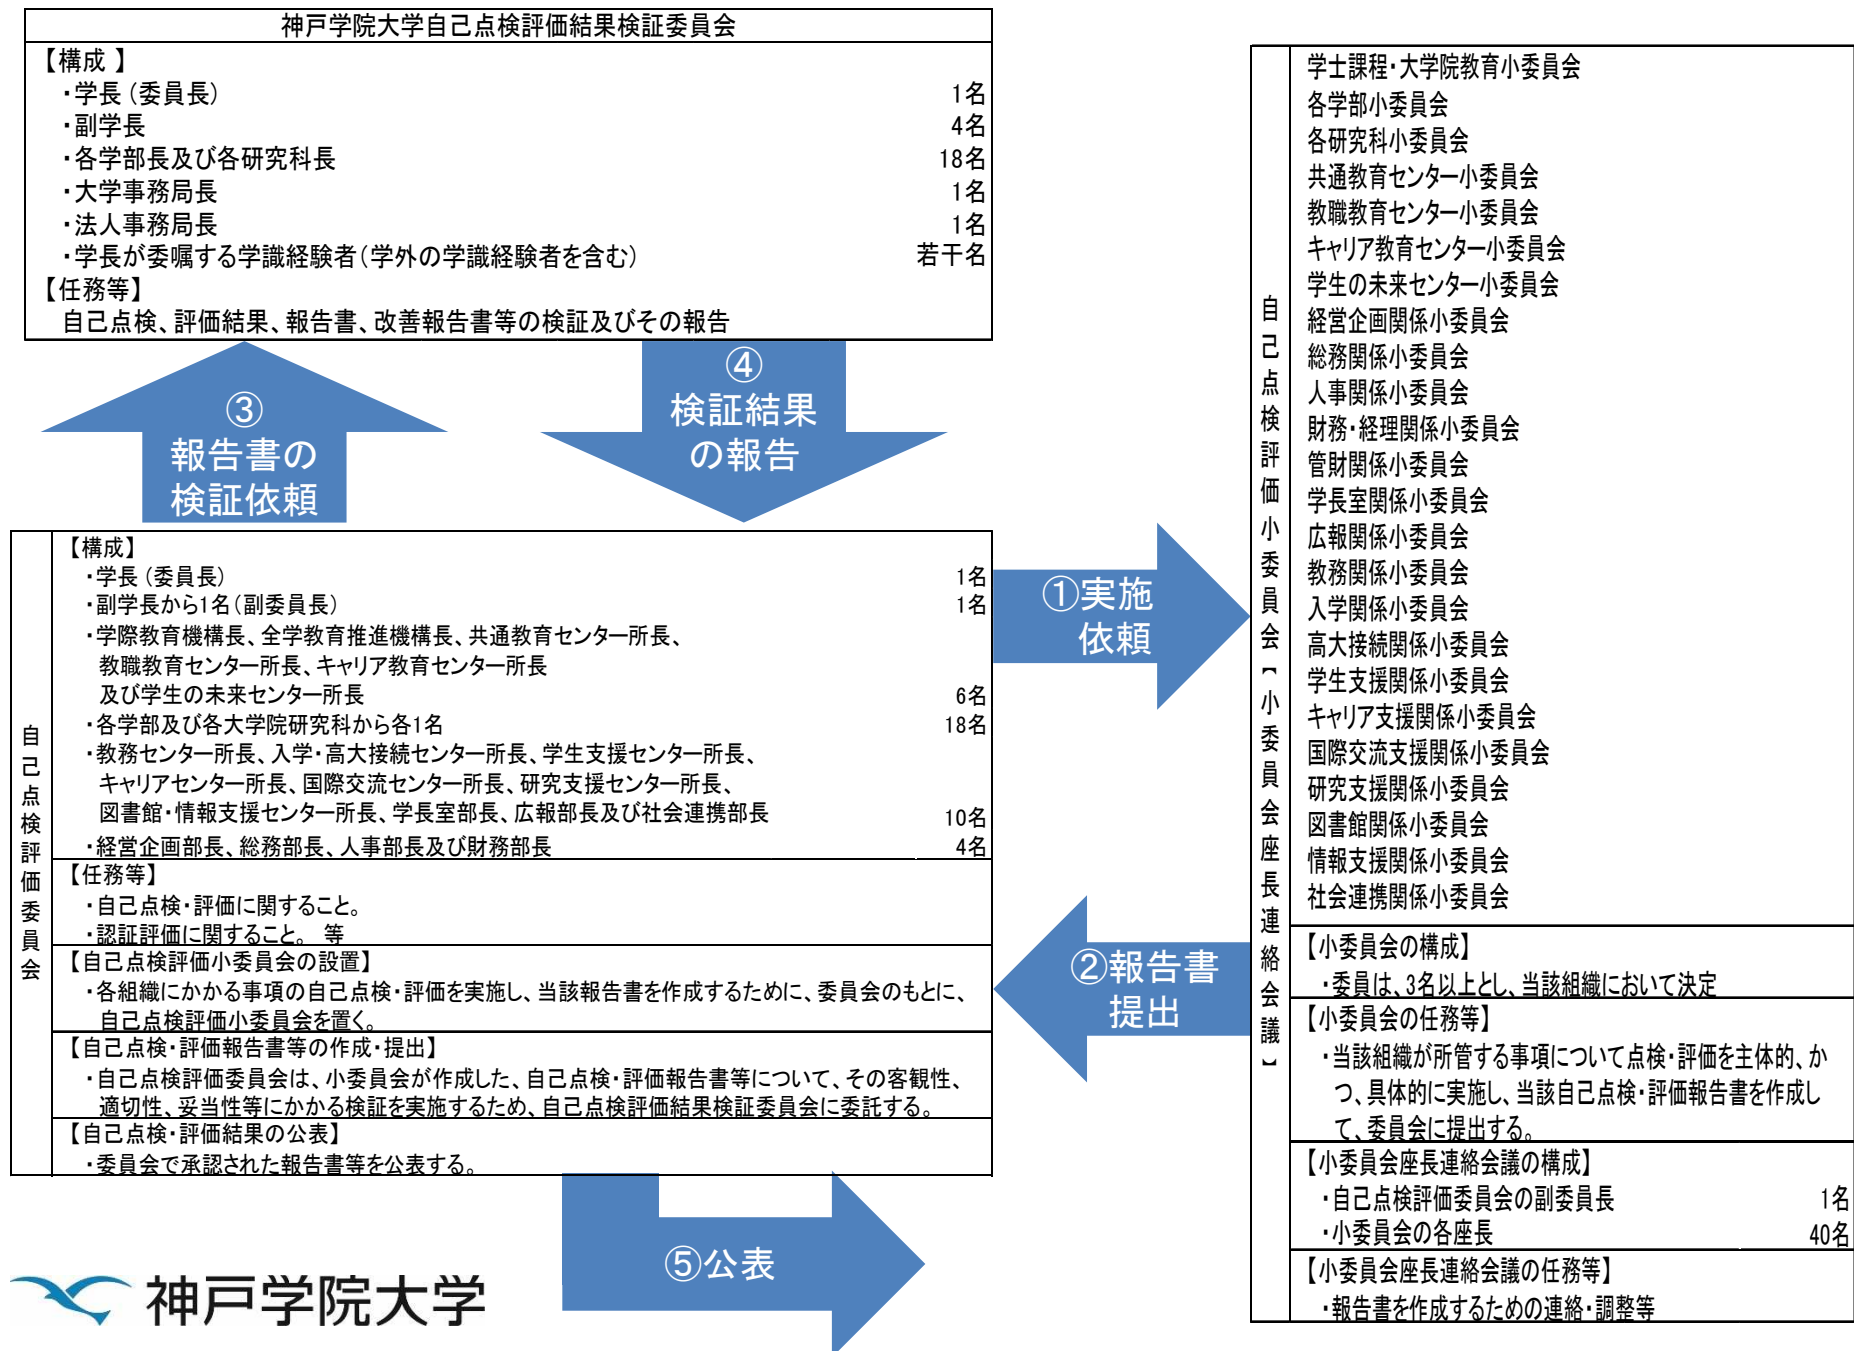 神戸学院大学自己点検評価結果検証委員会
【構成 】
・学長（委員長） 1名
・副学長 4名
・各学部長及び各研究科長 18名
・大学事務局長 1名
・法人事務局長 1名
・学長が委嘱する学識経験者（学外の学識経験者を含む） 若干名
【任務等】
自己点検、評価結果、報告書、改善報告書等の検証及びその報告
③
報告書の
検証依頼
④
検証結果
の報告
自己点検評価委員会
【構成】
・学長（委員長） 1名
・副学長から1名（副委員長） 1名
・学際教育機構長、全学教育推進機構長、共通教育センター所長、
教職教育センター所長、キャリア教育センター所長
及び学生の未来センター所長 6名
・各学部及び各大学院研究科から各1名 18名
・教務センター所長、入学・高大接続センター所長、学生支援センター所長、
キャリアセンター所長、国際交流センター所長、研究支援センター所長、
図書館・情報支援センター所長、学長室部長、広報部長及び社会連携部長 10名
・経営企画部長、総務部長、人事部長及び財務部長 4名
【任務等】
・自己点検・評価に関すること。
・認証評価に関すること。 等
【自己点検評価小委員会の設置】
・各組織にかかる事項の自己点検・評価を実施し、当該報告書を作成するために、委員会のもとに、
自己点検評価小委員会を置く。
【自己点検・評価報告書等の作成・提出】
・自己点検評価委員会は、小委員会が作成した、自己点検・評価報告書等について、その客観性、
適切性、妥当性等にかかる検証を実施するため、自己点検評価結果検証委員会に委託する。
【自己点検・評価結果の公表】
・委員会で承認された報告書等を公表する。
①実施
依頼
②報告書
提出
⑤公表
神戸学院大学
自己点検評価小委員会【小委員会座長連絡会議】
学士課程・大学院教育小委員会
各学部小委員会
各研究科小委員会
共通教育センター小委員会
教職教育センター小委員会
キャリア教育センター小委員会
学生の未来センター小委員会
経営企画関係小委員会
総務関係小委員会
人事関係小委員会
財務・経理関係小委員会
管財関係小委員会
学長室関係小委員会
広報関係小委員会
教務関係小委員会
入学関係小委員会
高大接続関係小委員会
学生支援関係小委員会
キャリア支援関係小委員会
国際交流支援関係小委員会
研究支援関係小委員会
図書館関係小委員会
情報支援関係小委員会
社会連携関係小委員会
【小委員会の構成】
・委員は、3名以上とし、当該組織において決定
【小委員会の任務等】
・当該組織が所管する事項について点検・評価を主体的、か
つ、具体的に実施し、当該自己点検・評価報告書を作成し
て、委員会に提出する。
【小委員会座長連絡会議の構成】
・自己点検評価委員会の副委員長 1名
・小委員会の各座長 40名
【小委員会座長連絡会議の任務等】
・報告書を作成するための連絡・調整等